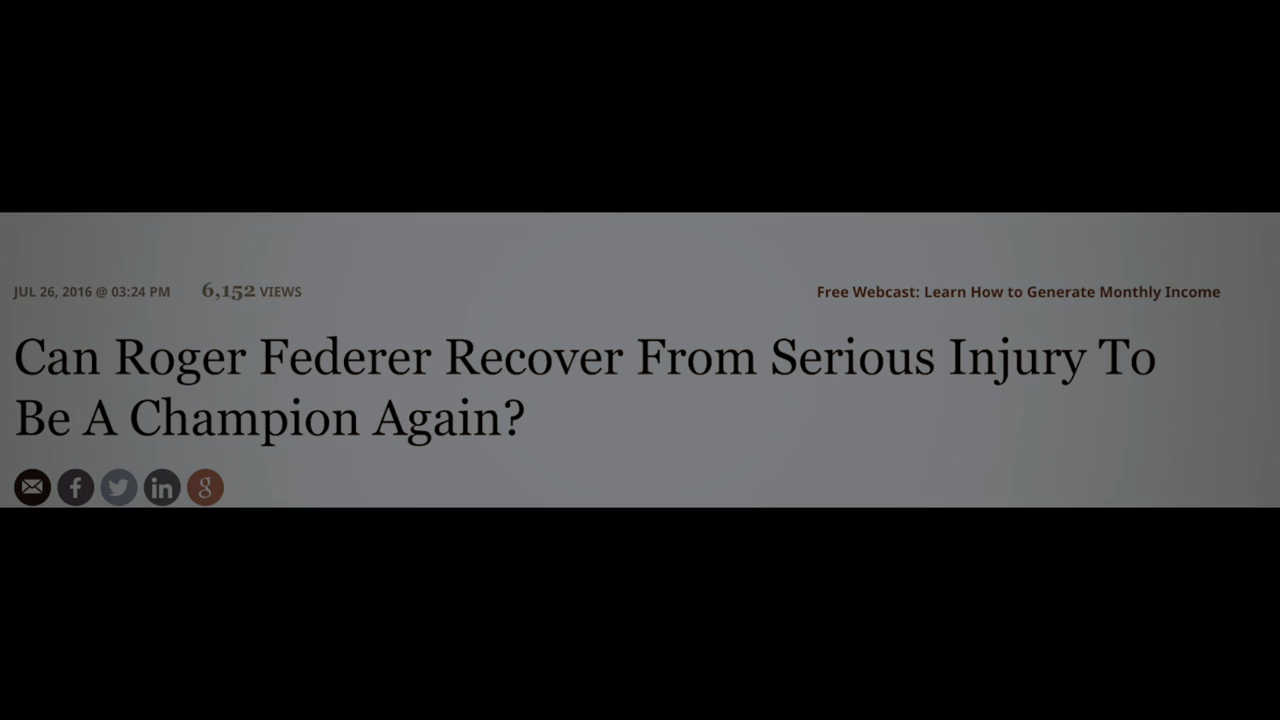 JUL 26, 2016 @ 03:24 PM 6,152 VIEWS Free Webcast: Learn How to Generate Monthly Income
Can Roger Federer Recover From Serious Injury To
Be A Champion Again?
f in g